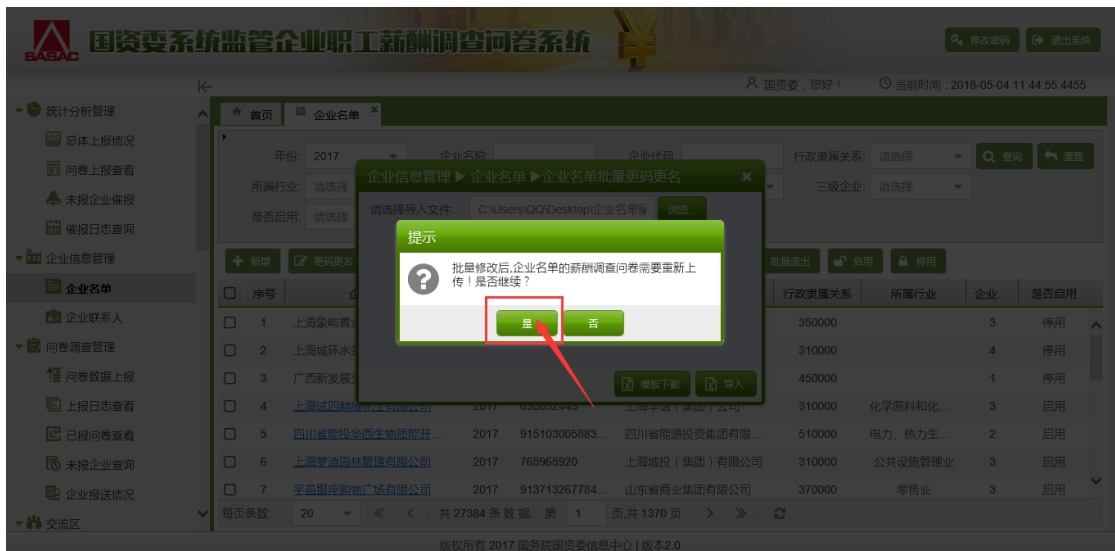 SASAC 国资委系统监管企业职工薪酬调查问卷系统
修改密码 退出系统
国资委，您好！ 当前时间：2018-05-04 11:44:55:4455
统计分析管理
总体上报情况
问卷上报查看
未报企业催报
催报日志查询
企业信息管理
企业名单
企业联系人
问卷调查管理
问卷数据上报
上报日志查看
已报问卷查看
未报企业查询
企业报送情况
交流区
首页 企业名单
年份: 2017 企业名称: 企业代码: 行政隶属关系: 请选择 查询 重置
所属行业: 请选择 三级企业: 请选择
是否启用: 请选择
企业信息管理 ▶ 企业名单 ▶企业名单批量更码更名
请选择导入文件: C:\Users\QQ\Desktop\企业名单 浏览...
提示
批量修改后,企业名单的薪酬调查问卷需要重新上
传！是否继续？
是 否
模板下载 导入
新增 更码更名 批量退出 启用 停用
序号 行政隶属关系 所属行业 企业... 是否启用
1 上海象屿置业 350000 3 停用
2 上海城环水务 310000 4 停用
3 广西新发展交 450000 1 停用
4 2017 310000 化学原料和化... 3 启用
5 四川省能投华西生物质能开... 2017 915103005883... 四川省能源投资集团有限... 510000 电力、热力生... 2 启用
6 上海梦清园林管理有限公司 2017 765965920 上海城投（集团）有限公司 310000 公共设施管理业 3 启用
7 平邑银座购物广场有限公司 2017 913713267784... 山东省商业集团有限公司 370000 零售业 3 启用
每页条数: 20 共 27384 条数据, 第 1 页,共 1370 页
版权所有 2017 国务院国资委信息中心 | 版本2.0